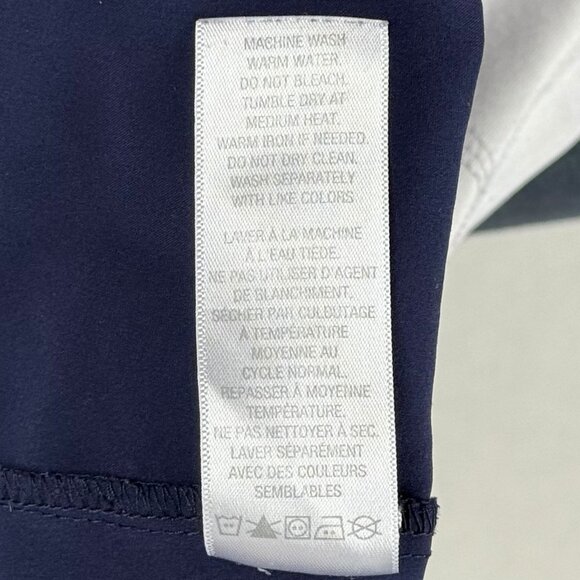 MACHINE WASH
WARM WATER.
DO NOT BLEACH.
TUMBLE DRY AT
MEDIUM HEAT.
WARM IRON IF NEEDED.
DO NOT DRY CLEAN.
WASH SEPARATELY
WITH LIKE COLORS
LAVER À LA MACHINE
À L'EAU TIÈDE.
NE PAS UTILISER D'AGENT
DE BLANCHIMENT.
SÉCHER PAR CULBUTAGE
À TEMPÉRATURE
MOYENNE AU
CYCLE NORMAL.
REPASSER À MOYENNE
TEMPÉRATURE.
NE PAS NETTOYER À SEC.
LAVER SÉPARÉMENT
AVEC DES COULEURS
SEMBLABLES